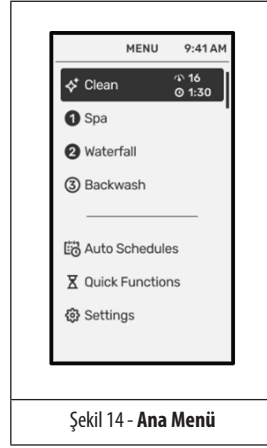 MENU 9:41 AM
Clean 16
1:30
1 Spa
2 Waterfall
3 Backwash
Auto Schedules
Quick Functions
Settings
Şekil 14 - Ana Menü